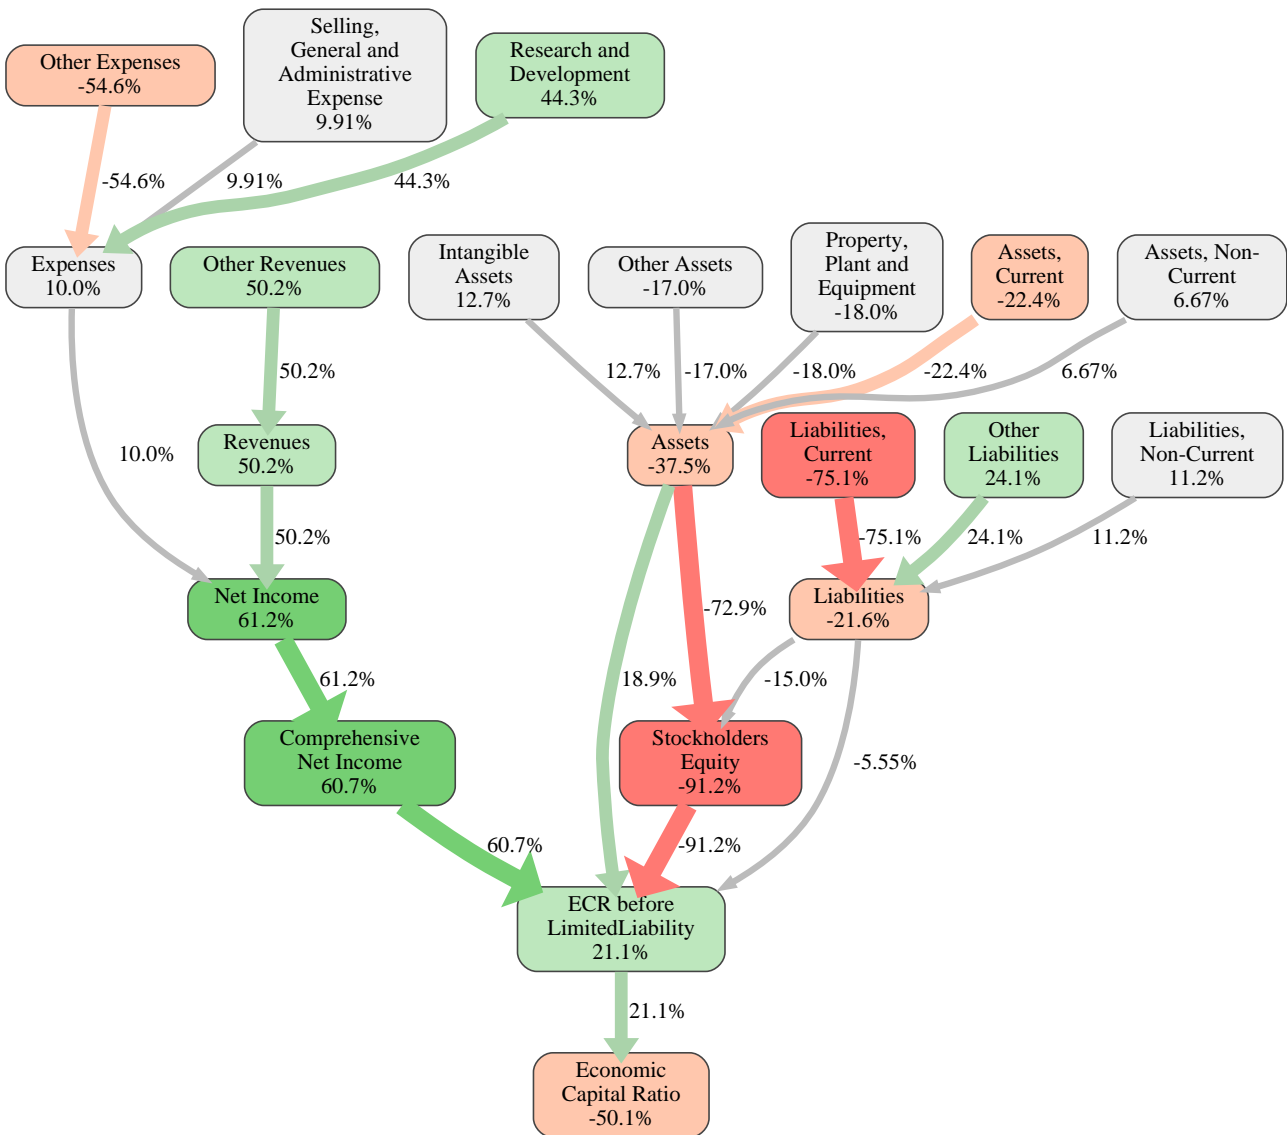 Other Expenses
-54.6%
Selling,
General and
Administrative
Expense
9.91%
Research and
Development
44.3%
-54.6%
9.91%
44.3%
Expenses
10.0%
Other Revenues
50.2%
Intangible
Assets
12.7%
Other Assets
-17.0%
Property,
Plant and
Equipment
-18.0%
Assets,
Current
-22.4%
Assets, Non-
Current
6.67%
50.2%
12.7%
-17.0%
-18.0%
-22.4%
6.67%
10.0%
Revenues
50.2%
Assets
-37.5%
Liabilities,
Current
-75.1%
Other
Liabilities
24.1%
Liabilities,
Non-Current
11.2%
50.2%
-75.1%
24.1%
11.2%
Net Income
61.2%
-72.9%
Liabilities
-21.6%
61.2%
18.9%
-15.0%
Comprehensive
Net Income
60.7%
Stockholders
Equity
-91.2%
-5.55%
60.7%
-91.2%
ECR before
LimitedLiability
21.1%
21.1%
Economic
Capital Ratio
-50.1%